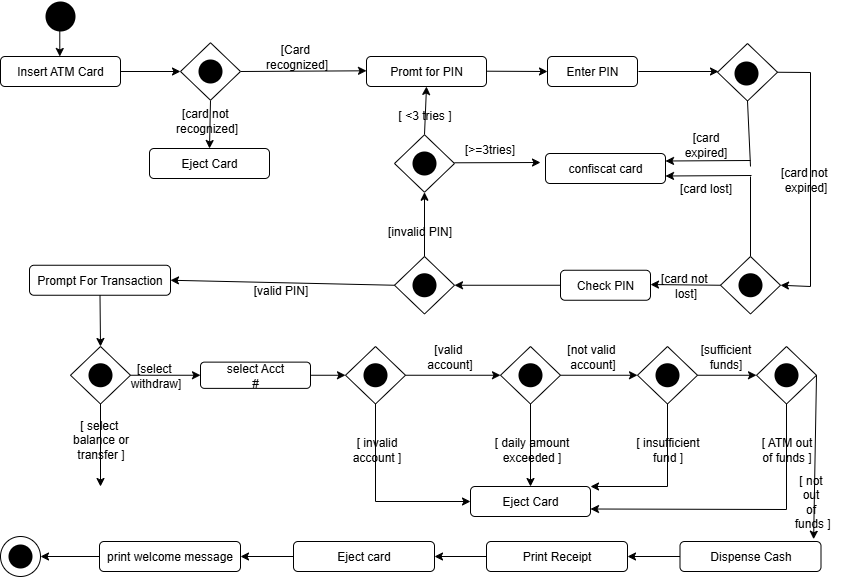 [Card
recognized]
Insert ATM Card
Promt for PIN
Enter PIN
[card not
recognized]
[ <3 tries ]
Eject Card
[>=3tries]
[card
expired]
confiscat card
[card lost]
[card not
expired]
[invalid PIN]
Prompt For Transaction
[valid PIN]
Check PIN
[card not
lost]
[select
withdraw]
select Acct
#
[valid
account]
[not valid
account]
[sufficient
funds]
[ select
balance or
transfer ]
[ invalid
account ]
[ daily amount
exceeded ]
[ insufficient
fund ]
[ ATM out
of funds ]
[ not
out
of
funds ]
Eject Card
print welcome message
Eject card
Print Receipt
Dispense Cash